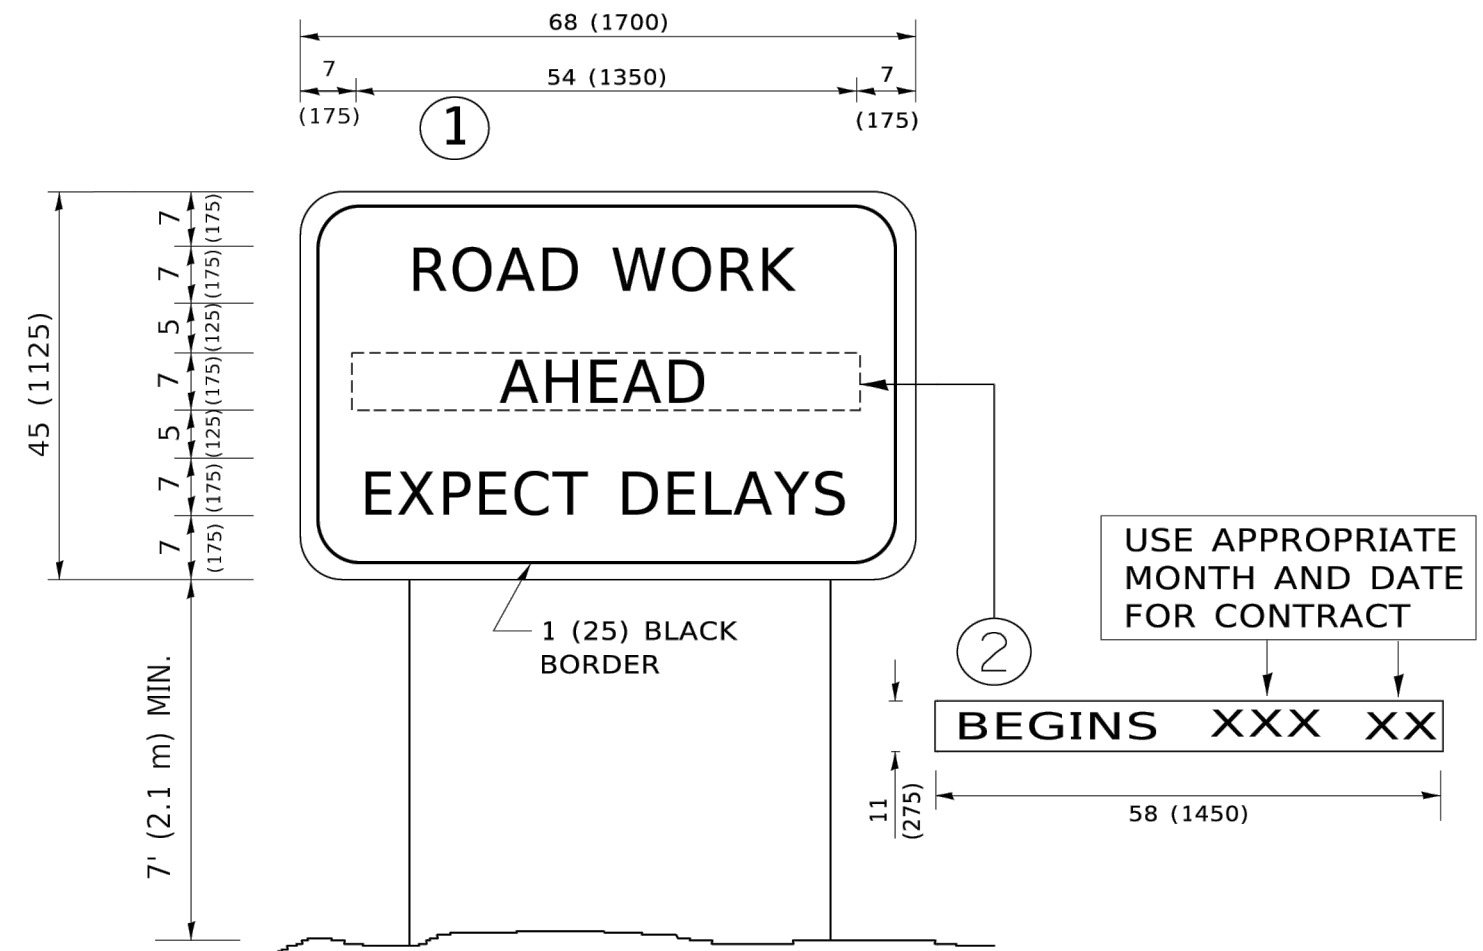 68 (1700)
7
54 (1350)
7
(175)
(175)
1
7
(175)
7
(175)
5
(125)
7
(175)
5
(125)
7
(175)
7
(175)
45 (1125)
ROAD WORK
AHEAD
EXPECT DELAYS
1 (25) BLACK
BORDER
7' (2.1 m) MIN.
2
USE APPROPRIATE
MONTH AND DATE
FOR CONTRACT
BEGINS XXX XX
11
(275)
58 (1450)